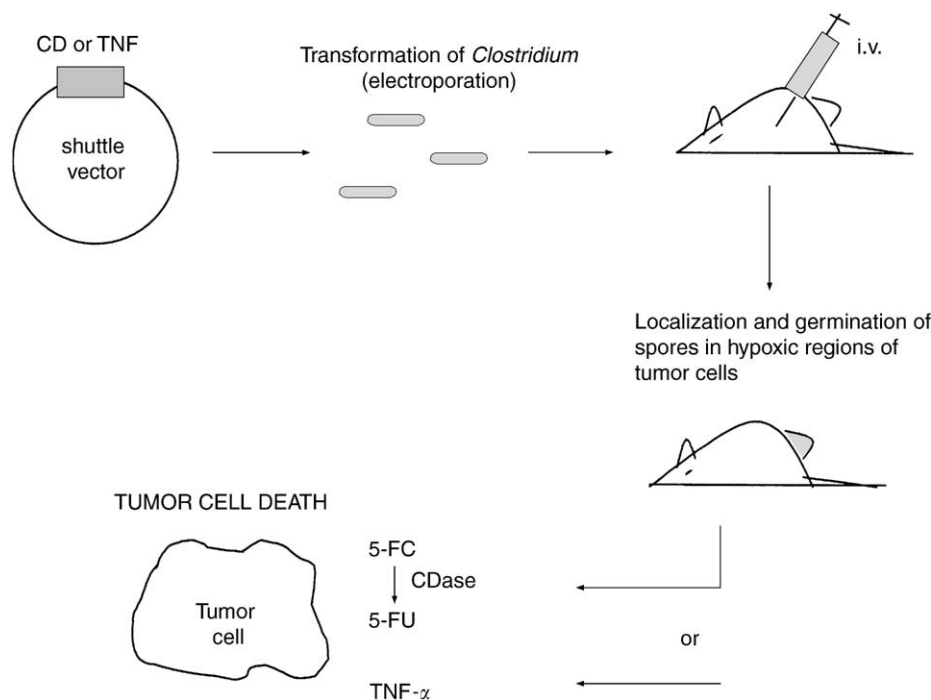 CD or TNF
shuttle
vector
Transformation of Clostridium
(electroporation)
i.v.
Localization and germination of
spores in hypoxic regions of
tumor cells
TUMOR CELL DEATH
Tumor
cell
5-FC
CDase
5-FU
or
TNF-α